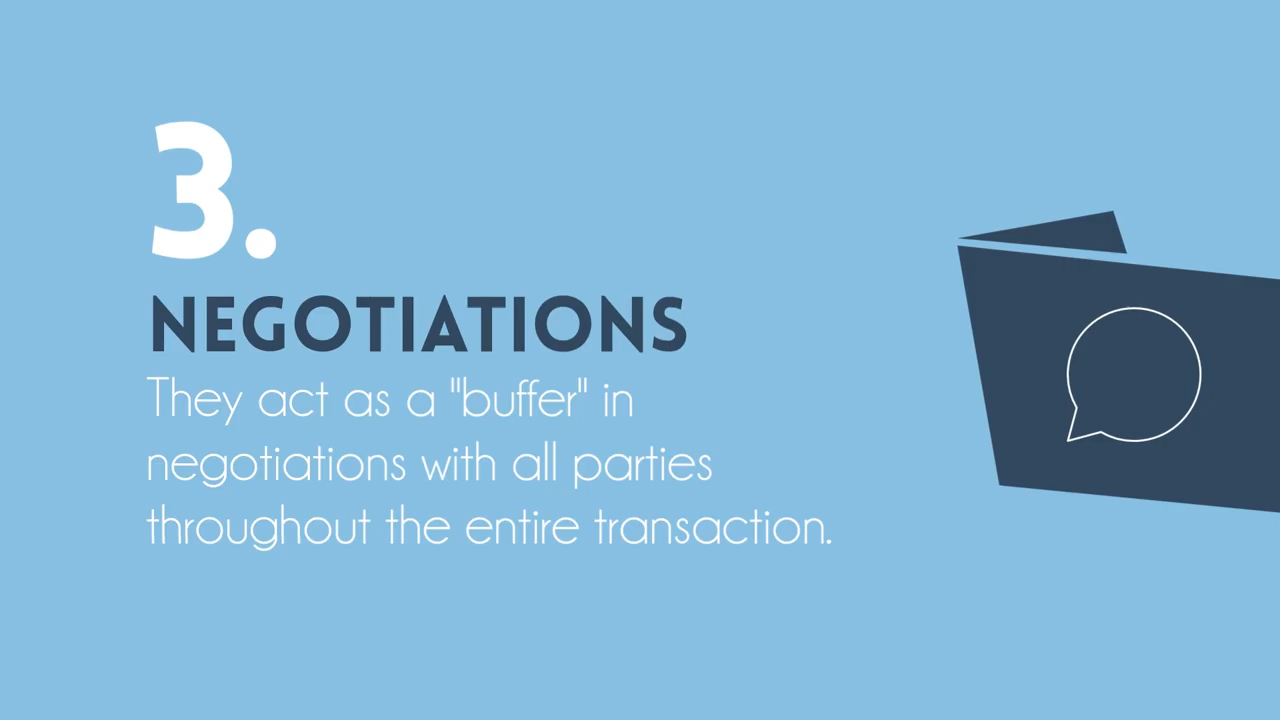 3.
NEGOTIATIONS
They act as a "buffer" in
negotiations with all parties
throughout the entire transaction.